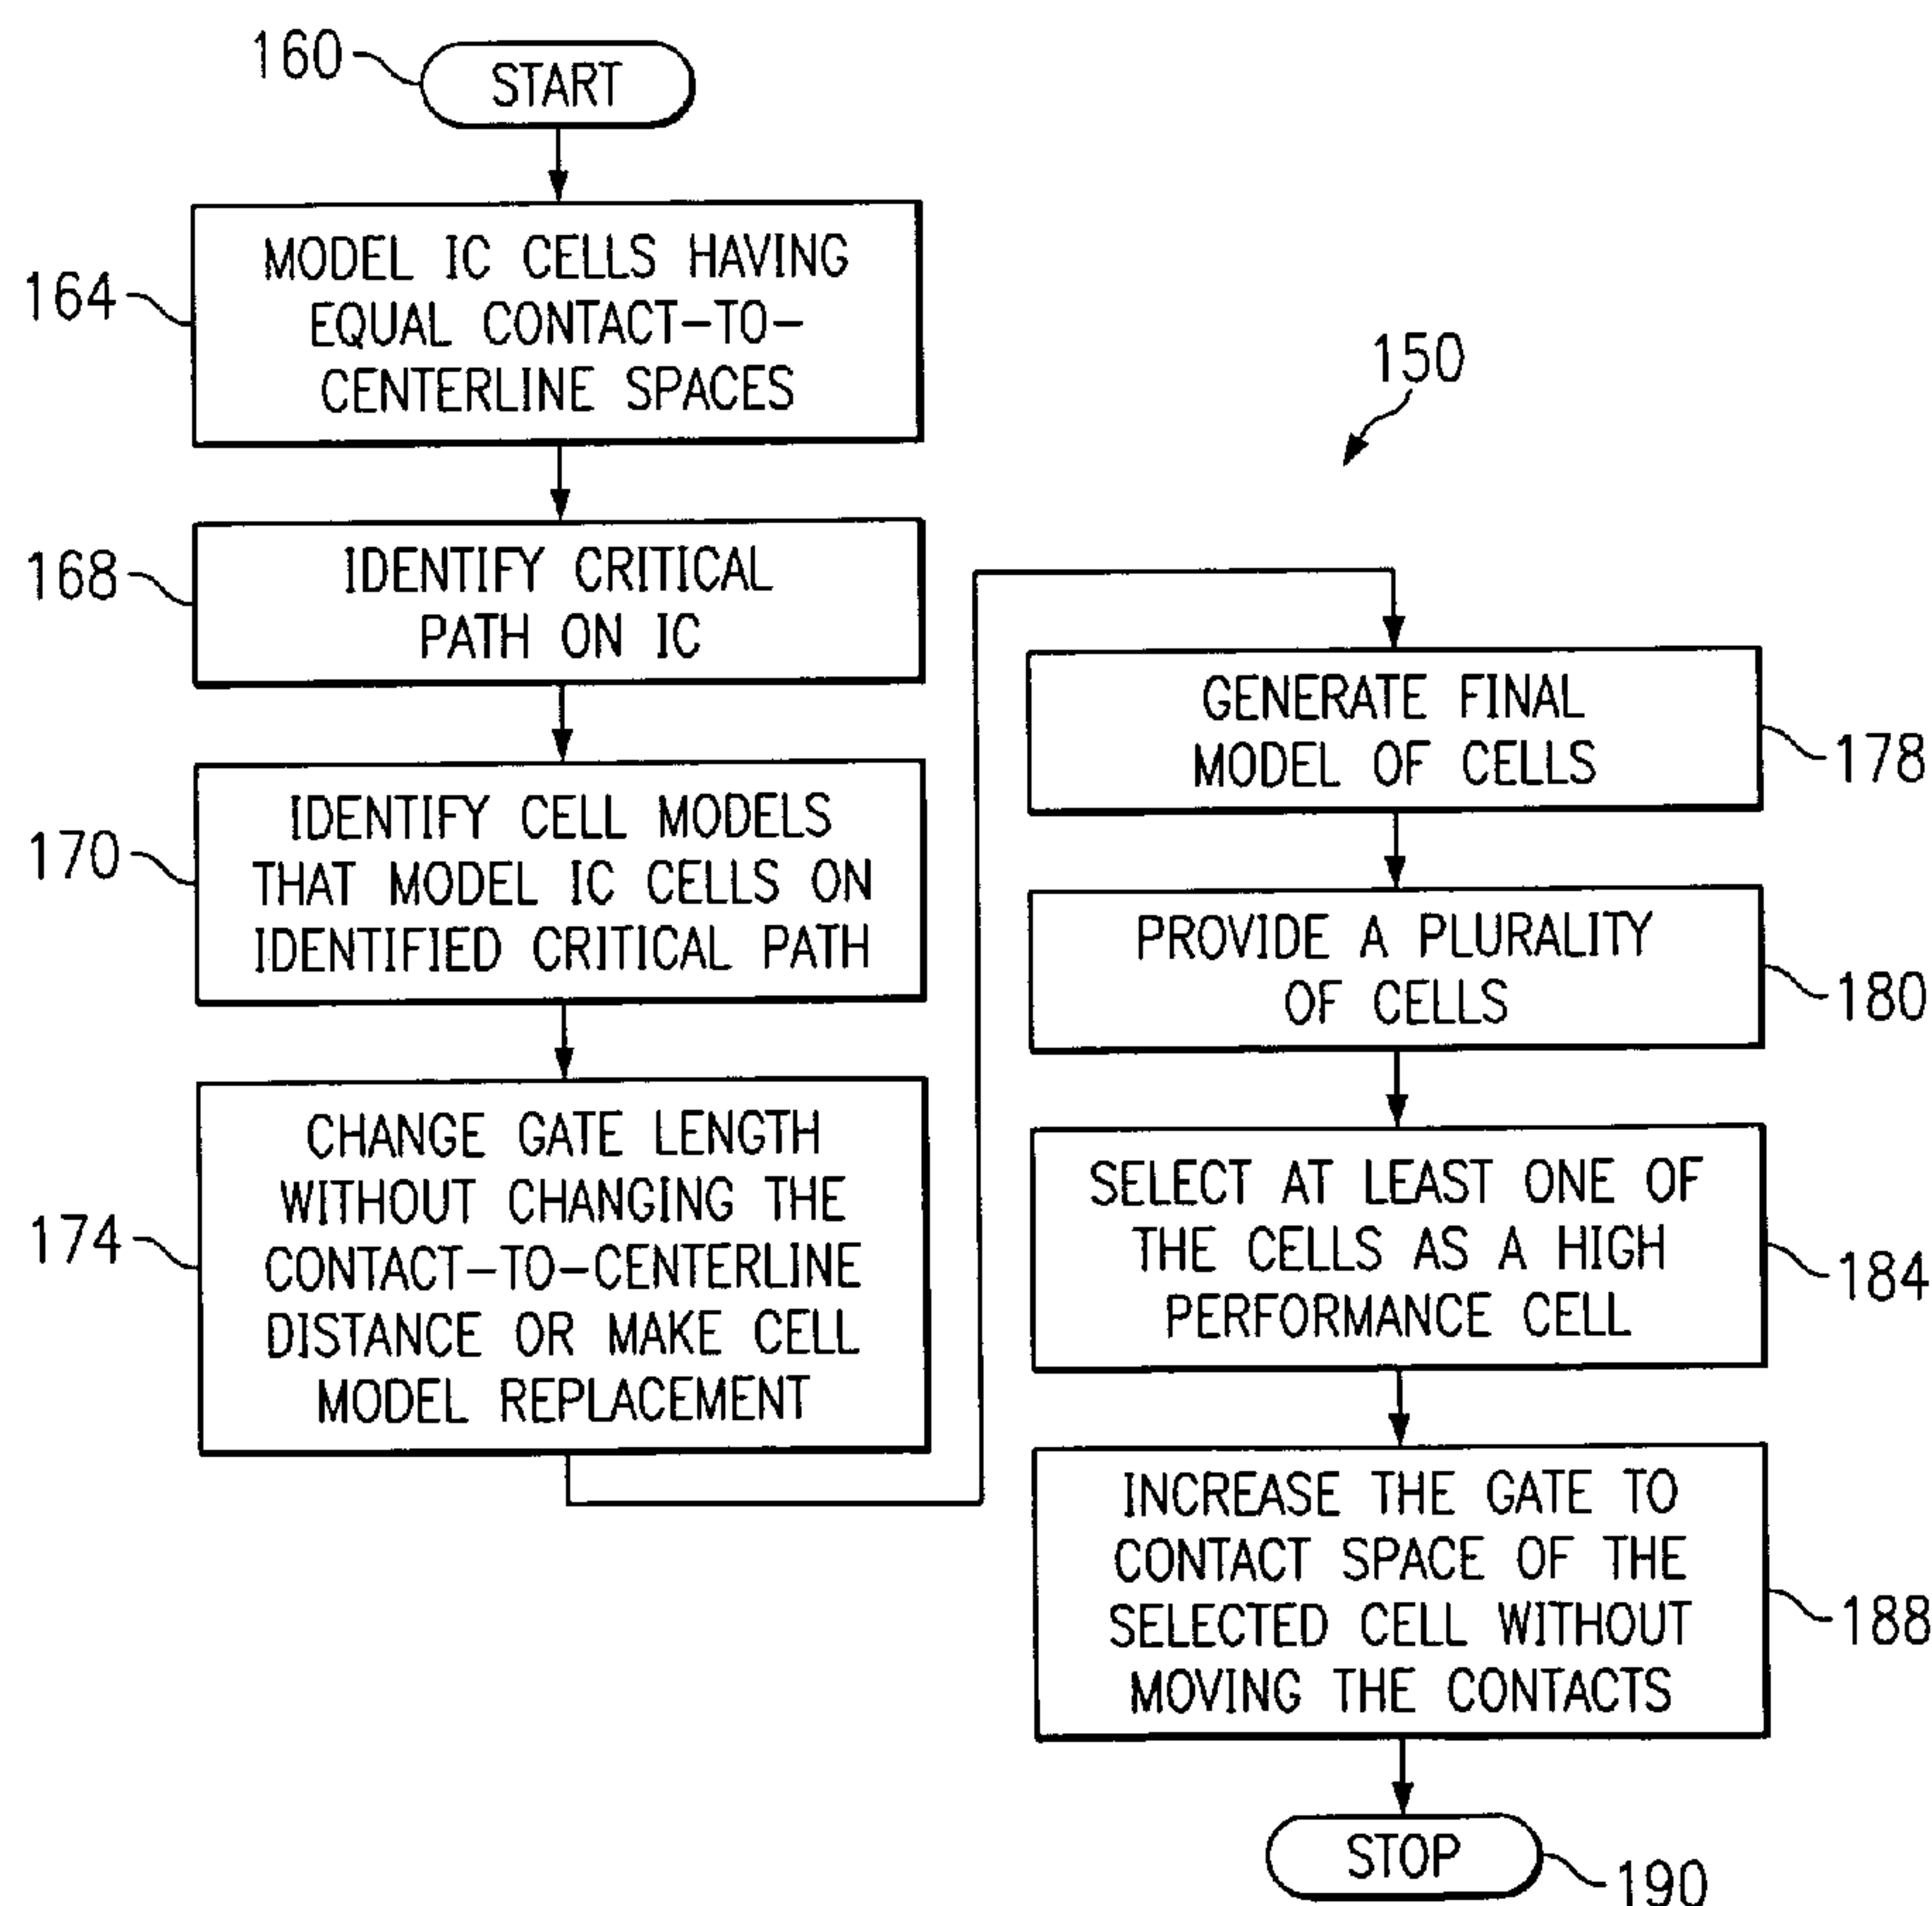 160
START
164
MODEL IC CELLS HAVING
EQUAL CONTACT-TO-
CENTERLINE SPACES
168
IDENTIFY CRITICAL
PATH ON IC
170
IDENTIFY CELL MODELS
THAT MODEL IC CELLS ON
IDENTIFIED CRITICAL PATH
174
CHANGE GATE LENGTH
WITHOUT CHANGING THE
CONTACT-TO-CENTERLINE
DISTANCE OR MAKE CELL
MODEL REPLACEMENT
150
GENERATE FINAL
MODEL OF CELLS
178
PROVIDE A PLURALITY
OF CELLS
180
SELECT AT LEAST ONE OF
THE CELLS AS A HIGH
PERFORMANCE CELL
184
INCREASE THE GATE TO
CONTACT SPACE OF THE
SELECTED CELL WITHOUT
MOVING THE CONTACTS
188
STOP
190